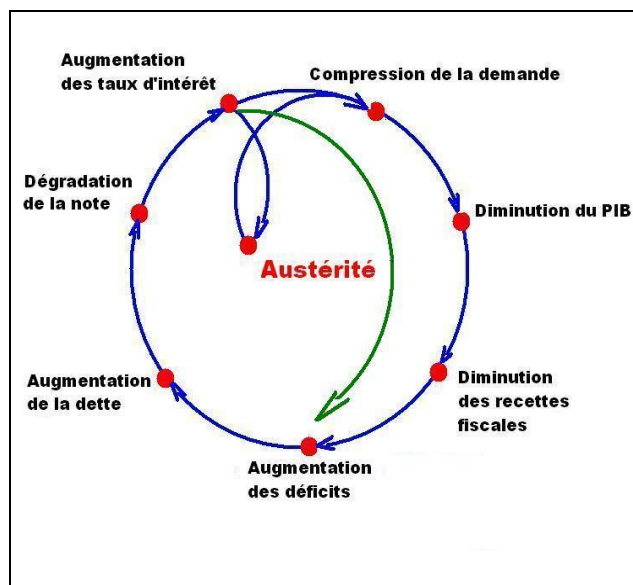 Augmentation
des taux d'intérêt
Compression de la demande
Dégradation
de la note
Diminution du PIB
Austérité
Augmentation
de la dette
Diminution
des recettes
fiscales
Augmentation
des déficits